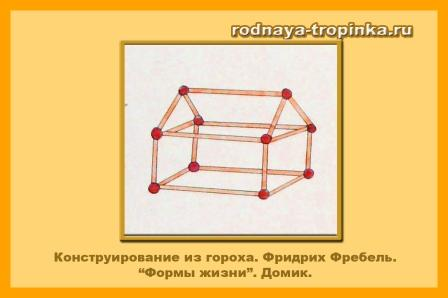 rodnaya-tropinka.ru
Конструирование из гороха. Фридрих Фребель.
“Формы жизни”. Домик.